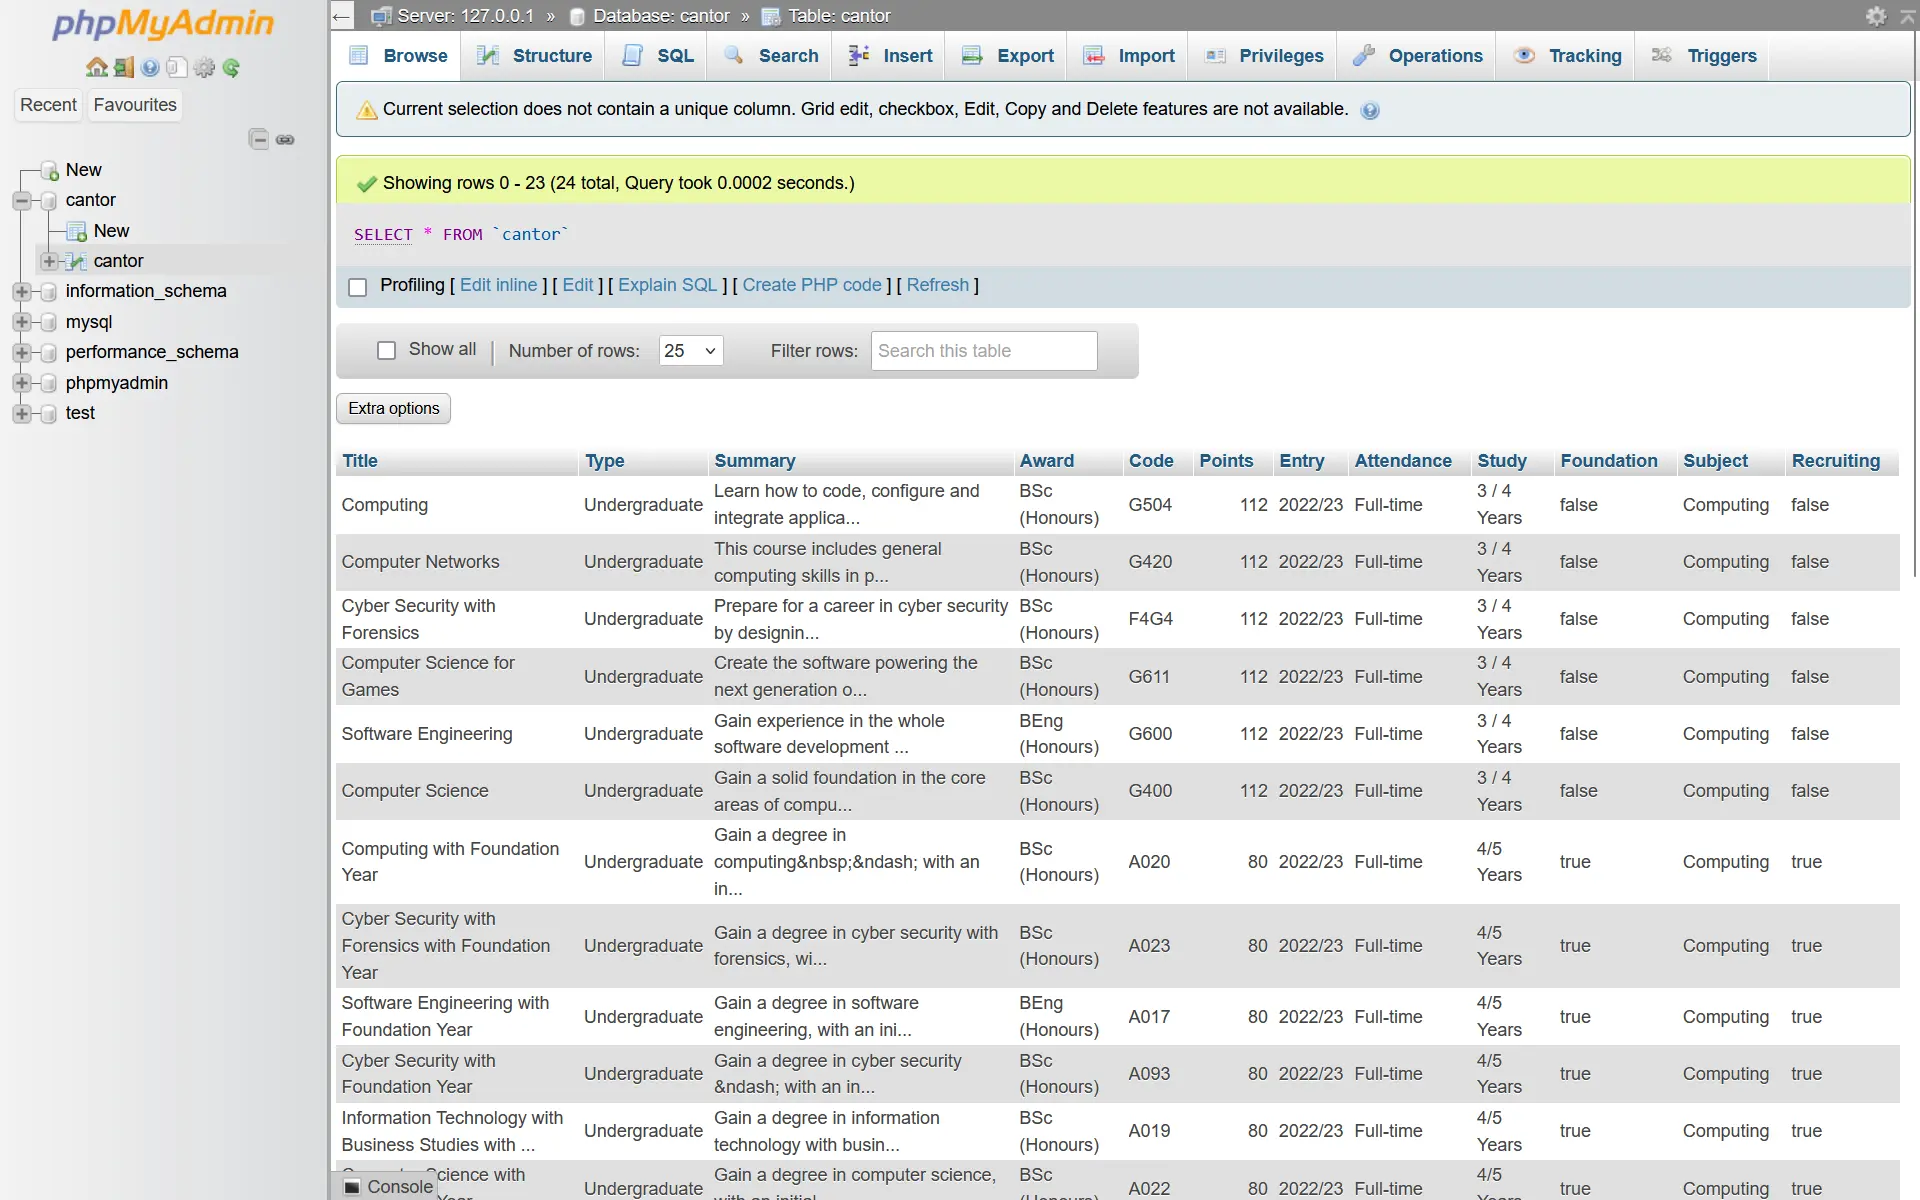 phpMyAdmin
Recent Favourites
New
cantor
New
cantor
information_schema
mysql
performance_schema
phpmyadmin
test
Server: 127.0.0.1 » Database: cantor » Table: cantor
Browse Structure SQL Search Insert Export Import Privileges Operations Tracking Triggers
Current selection does not contain a unique column. Grid edit, checkbox, Edit, Copy and Delete features are not available.
Showing rows 0 - 23 (24 total, Query took 0.0002 seconds.)
SELECT * FROM `cantor`
Profiling [ Edit inline ] [ Edit ] [ Explain SQL ] [ Create PHP code ] [ Refresh ]
Show all Number of rows: 25 Filter rows: Search this table
Extra options
Title Type Summary Award Code Points Entry Attendance Study Foundation Subject Recruiting
Computing Undergraduate Learn how to code, configure and integrate applica... BSc (Honours) G504 112 2022/23 Full-time 3 / 4 Years false Computing false
Computer Networks Undergraduate This course includes general computing skills in p... BSc (Honours) G420 112 2022/23 Full-time 3 / 4 Years false Computing false
Cyber Security with Forensics Undergraduate Prepare for a career in cyber security by designin... BSc (Honours) F4G4 112 2022/23 Full-time 3 / 4 Years false Computing false
Computer Science for Games Undergraduate Create the software powering the next generation o... BSc (Honours) G611 112 2022/23 Full-time 3 / 4 Years false Computing false
Software Engineering Undergraduate Gain experience in the whole software development ... BEng (Honours) G600 112 2022/23 Full-time 3 / 4 Years false Computing false
Computer Science Undergraduate Gain a solid foundation in the core areas of compu... BSc (Honours) G400 112 2022/23 Full-time 3 / 4 Years false Computing false
Computing with Foundation Year Undergraduate Gain a degree in computing&nbsp;&ndash; with an in... BSc (Honours) A020 80 2022/23 Full-time 4/5 Years true Computing true
Cyber Security with Forensics with Foundation Year Undergraduate Gain a degree in cyber security with forensics, wi... BSc (Honours) A023 80 2022/23 Full-time 4/5 Years true Computing true
Software Engineering with Foundation Year Undergraduate Gain a degree in software engineering, with an ini... BEng (Honours) A017 80 2022/23 Full-time 4/5 Years true Computing true
Cyber Security with Foundation Year Undergraduate Gain a degree in cyber security &ndash; with an in... BSc (Honours) A093 80 2022/23 Full-time 4/5 Years true Computing true
Information Technology with Business Studies with ... Undergraduate Gain a degree in information technology with busin... BSc (Honours) A019 80 2022/23 Full-time 4/5 Years true Computing true
Science with Undergraduate Gain a degree in computer science, BSc A022 80 2022/23 Full-time 4/5 true Computing true
Console